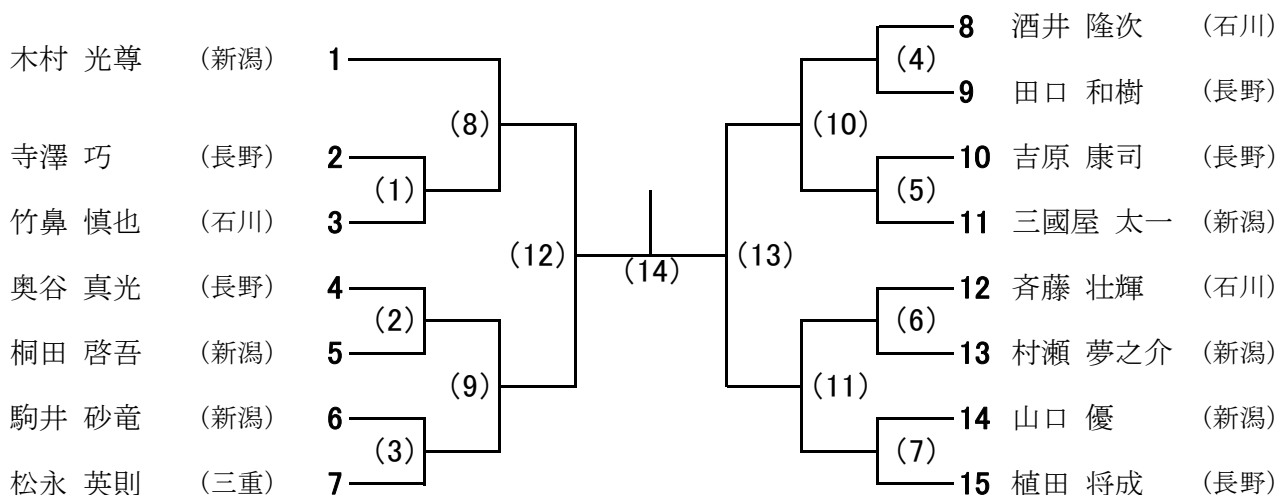 木村 光尊 (新潟) 1
(8)
寺澤 巧 (長野) 2
(1)
竹鼻 慎也 (石川) 3
(12)
奥谷 真光 (長野) 4
(2)
桐田 啓吾 (新潟) 5
(9)
駒井 砂竜 (新潟) 6
(3)
松永 英則 (三重) 7
(14)
8 酒井 隆次 (石川)
(4)
9 田口 和樹 (長野)
(10)
10 吉原 康司 (長野)
(5)
11 三國屋 太一 (新潟)
(13)
12 斉藤 壮輝 (石川)
(6)
13 村瀬 夢之介 (新潟)
(11)
14 山口 優 (新潟)
(7)
15 植田 将成 (長野)